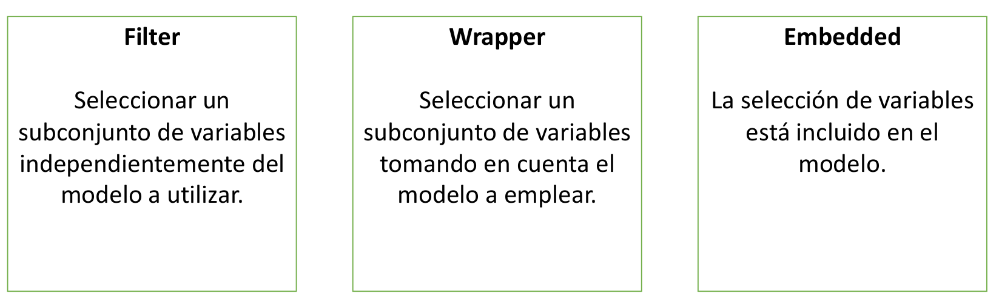 Filter
Seleccionar un
subconjunto de variables
independientemente del
modelo a utilizar.
Wrapper
Seleccionar un
subconjunto de variables
tomando en cuenta el
modelo a emplear.
Embedded
La selección de variables
está incluido en el
modelo.